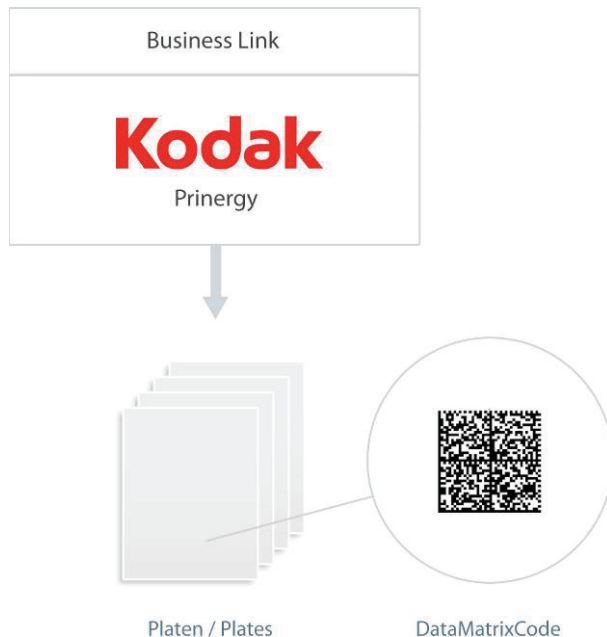 Business Link
Kodak
Prinergy
Platen / Plates
DataMatrixCode